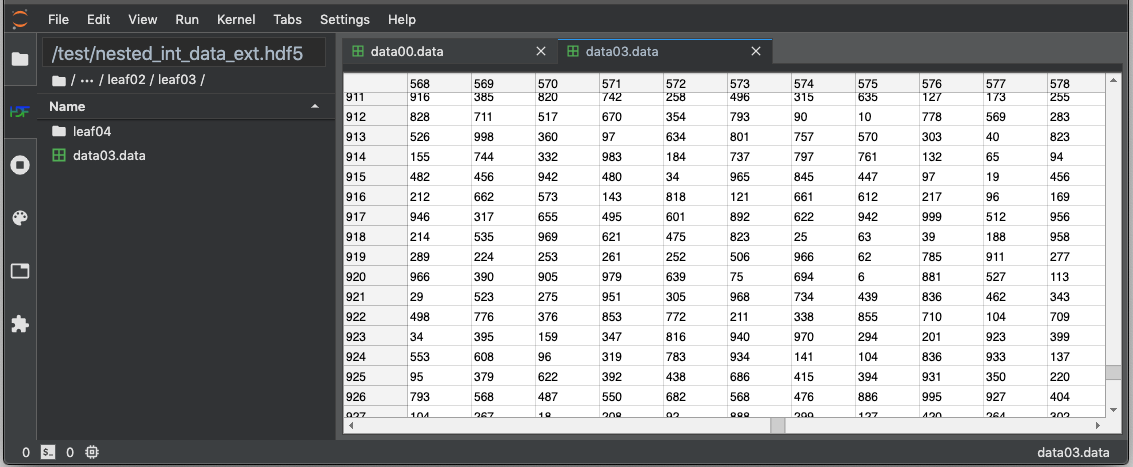 File Edit View Run Kernel Tabs Settings Help
/test/nested_int_data_ext.hdf5
/ ··· / leaf02 / leaf03 /
Name
leaf04
data03.data
HDF
data00.data data03.data
568 569 570 571 572 573 574 575 576 577 578
911 916 385 820 742 258 496 315 635 127 173 255
912 828 711 517 670 354 793 90 10 778 569 283
913 526 998 360 97 634 801 757 570 303 40 823
914 155 744 332 983 184 737 797 761 132 65 94
915 482 456 942 480 34 965 845 447 97 19 456
916 212 662 573 143 818 121 661 612 217 96 169
917 946 317 655 495 601 892 622 942 999 512 956
918 214 535 969 621 475 823 25 63 39 188 958
919 289 224 253 261 252 506 966 62 785 911 277
920 966 390 905 979 639 75 694 6 881 527 113
921 29 523 275 951 305 968 734 439 836 462 343
922 498 776 376 853 772 211 338 855 710 104 709
923 34 395 159 347 816 940 970 294 201 923 399
924 553 608 96 319 783 934 141 104 836 933 137
925 95 379 622 392 438 686 415 394 931 350 220
926 793 568 487 550 682 568 476 886 995 927 404
927 104 267 18 208 92 888 299 127 420 264 302
0 $_ 0
data03.data